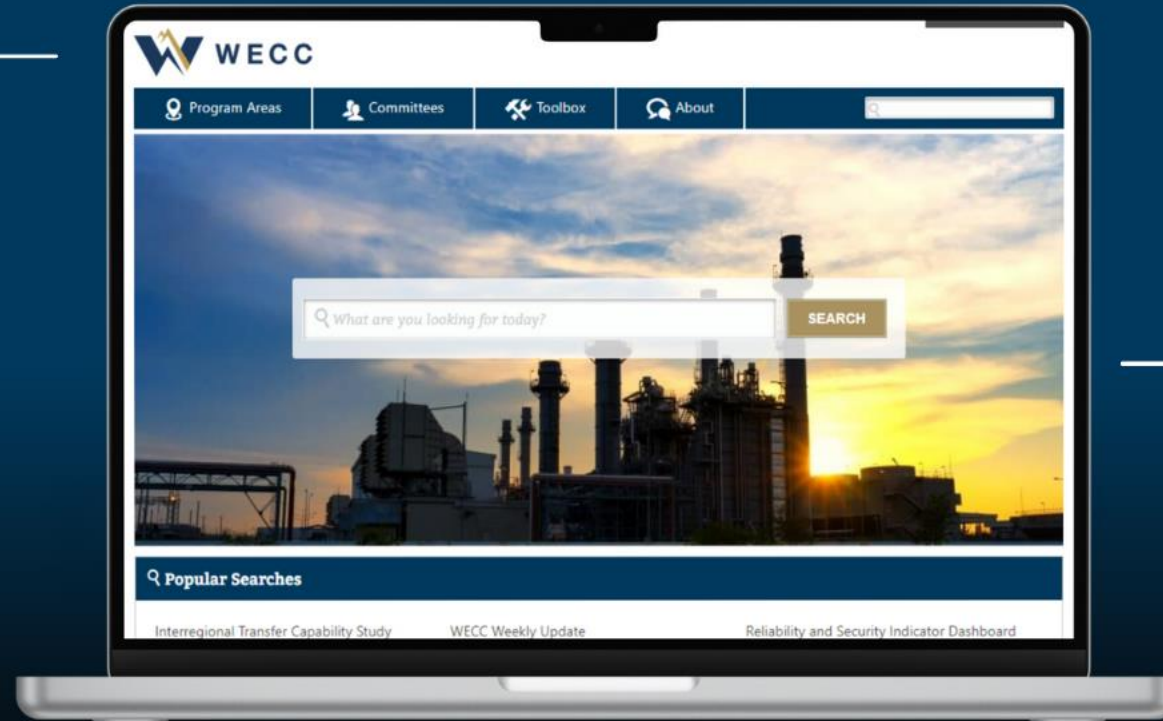 WECC
Program Areas Committees Toolbox About
What are you looking for today? SEARCH
Popular Searches
Interregional Transfer Capability Study WECC Weekly Update Reliability and Security Indicator Dashboard